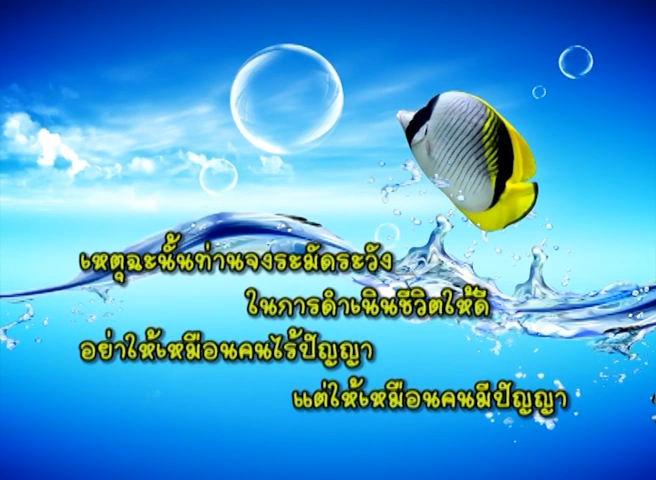 เหตุฉะนั้นท่านจงระมัดระวัง
ในการดำเนินชีวิตให้ดี
อย่าให้เหมือนคนไร้ปัญญา
แต่ให้เหมือนคนมีปัญญา